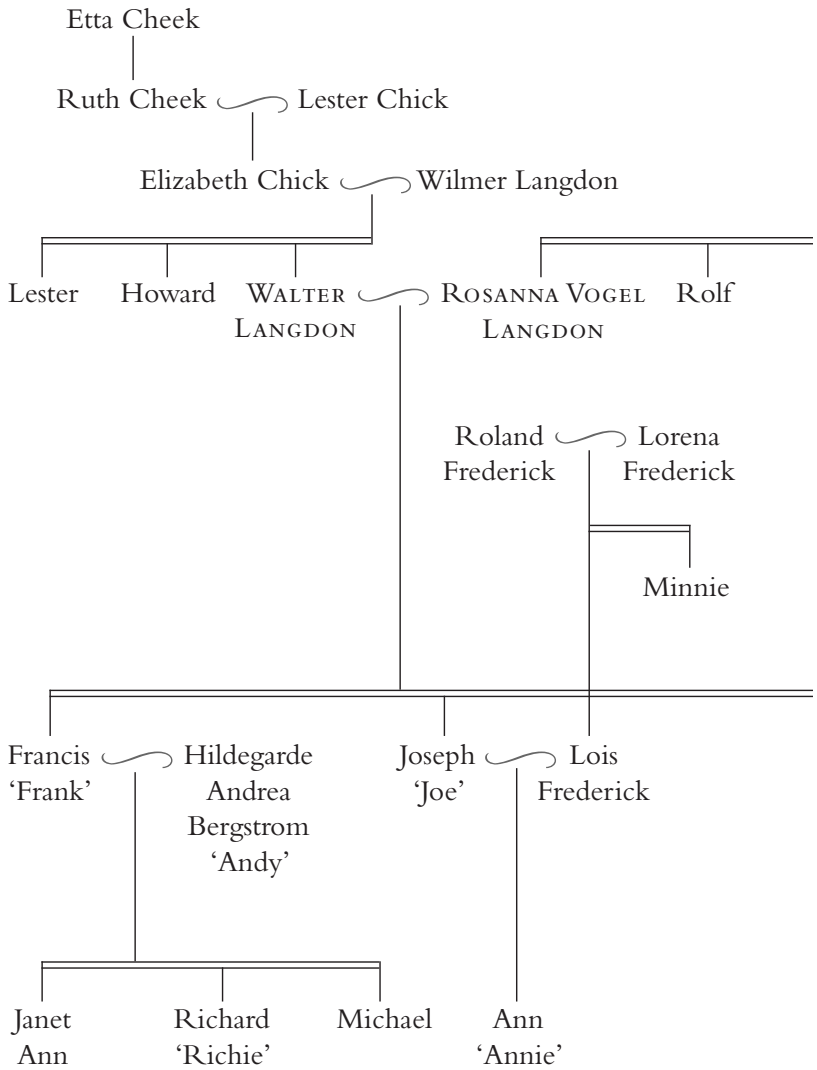 Etta Cheek
Ruth Cheek Lester Chick
Elizabeth Chick Wilmer Langdon
Lester Howard WALTER ROSANNA VOGEL Rolf
LANGDON LANGDON
Roland Lorena
Frederick Frederick
Minnie
Francis Hildegarde Joseph Lois
‘Frank’ Andrea ‘Joe’ Frederick
Bergstrom
‘Andy’
Janet Richard Michael Ann
Ann ‘Richie’ ‘Annie’